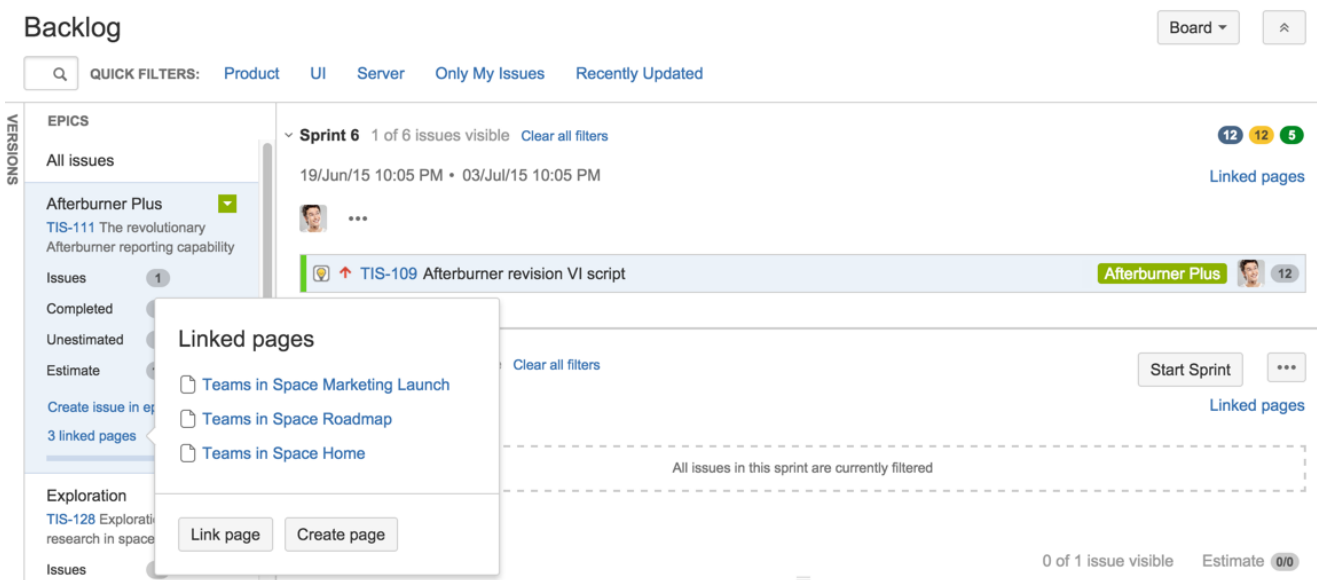 Backlog
Board
QUICK FILTERS: Product UI Server Only My Issues Recently Updated
VERSIONS
EPICS
All issues
Afterburner Plus
TIS-111 The revolutionary
Afterburner reporting capability
Issues 1
Completed
Unestimated
Estimate
Create issue in ep
3 linked pages
Exploration
TIS-128 Explorati
research in space
Issues
Sprint 6 1 of 6 issues visible Clear all filters
12 12 5
19/Jun/15 10:05 PM • 03/Jul/15 10:05 PM
Linked pages
•••
TIS-109 Afterburner revision VI script Afterburner Plus 12
Linked pages
Teams in Space Marketing Launch
Teams in Space Roadmap
Teams in Space Home
Link page Create page
Clear all filters
Start Sprint •••
Linked pages
All issues in this sprint are currently filtered
0 of 1 issue visible Estimate 0/0